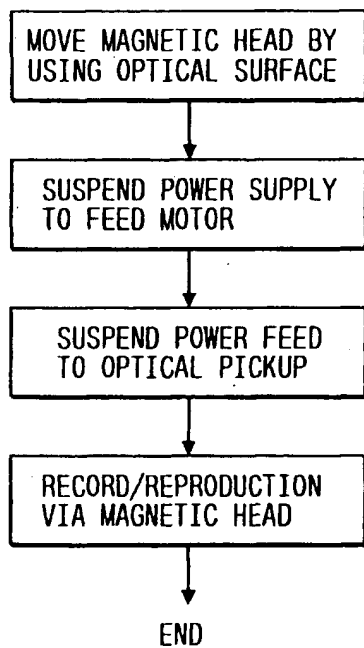 MOVE MAGNETIC HEAD BY
USING OPTICAL SURFACE
SUSPEND POWER SUPPLY
TO FEED MOTOR
SUSPEND POWER FEED
TO OPTICAL PICKUP
RECORD/REPRODUCTION
VIA MAGNETIC HEAD
END